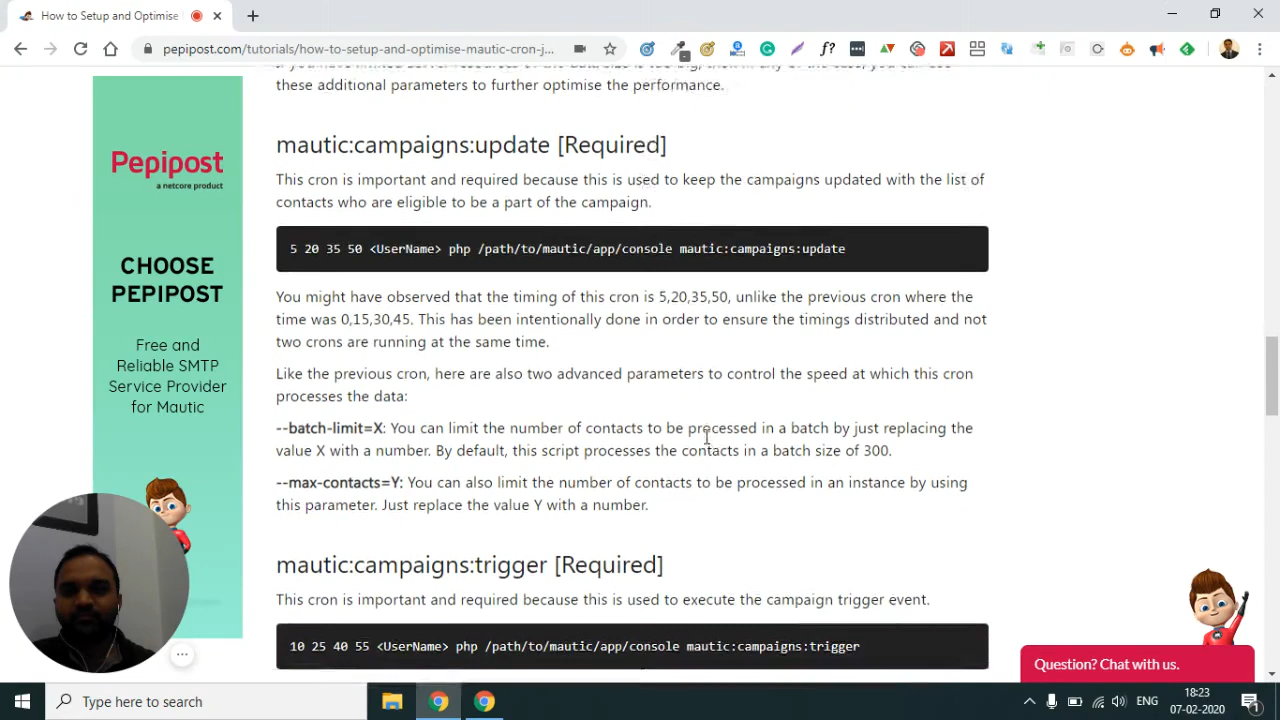 How to Setup and Optimise
pepipost.com/tutorials/how-to-setup-and-optimise-mautic-cron-j...
these additional parameters to further optimise the performance.
Pepipost
a netcore product
CHOOSE
PEPIPOST
Free and
Reliable SMTP
Service Provider
for Mautic
mautic:campaigns:update [Required]
This cron is important and required because this is used to keep the campaigns updated with the list of
contacts who are eligible to be a part of the campaign.
5 20 35 50 <UserName> php /path/to/mautic/app/console mautic:campaigns:update
You might have observed that the timing of this cron is 5,20,35,50, unlike the previous cron where the
time was 0,15,30,45. This has been intentionally done in order to ensure the timings distributed and not
two crons are running at the same time.
Like the previous cron, here are also two advanced parameters to control the speed at which this cron
processes the data:
--batch-limit=X: You can limit the number of contacts to be processed in a batch by just replacing the
value X with a number. By default, this script processes the contacts in a batch size of 300.
--max-contacts=Y: You can also limit the number of contacts to be processed in an instance by using
this parameter. Just replace the value Y with a number.
mautic:campaigns:trigger [Required]
This cron is important and required because this is used to execute the campaign trigger event.
10 25 40 55 <UserName> php /path/to/mautic/app/console mautic:campaigns:trigger
Question? Chat with us.
Type here to search
ENG
18:23
07-02-2020